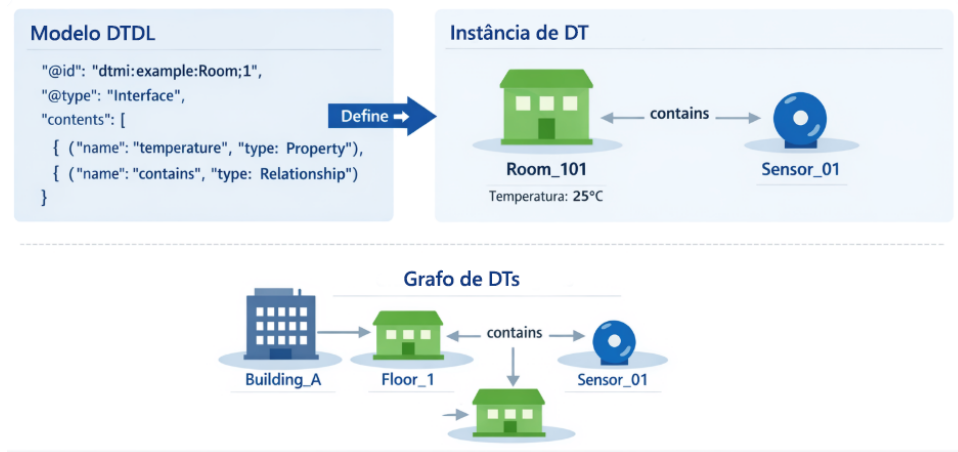 Modelo DTDL
"@id": "dtmi:example:Room;1",
"@type": "Interface",
"contents": [
{ ("name": "temperature", "type: Property"),
{ ("name": "contains", "type: Relationship")
}
Define
Instância de DT
contains
Room_101
Sensor_01
Temperatura: 25°C
Grafo de DTs
contains
Building_A
Floor_1
Sensor_01